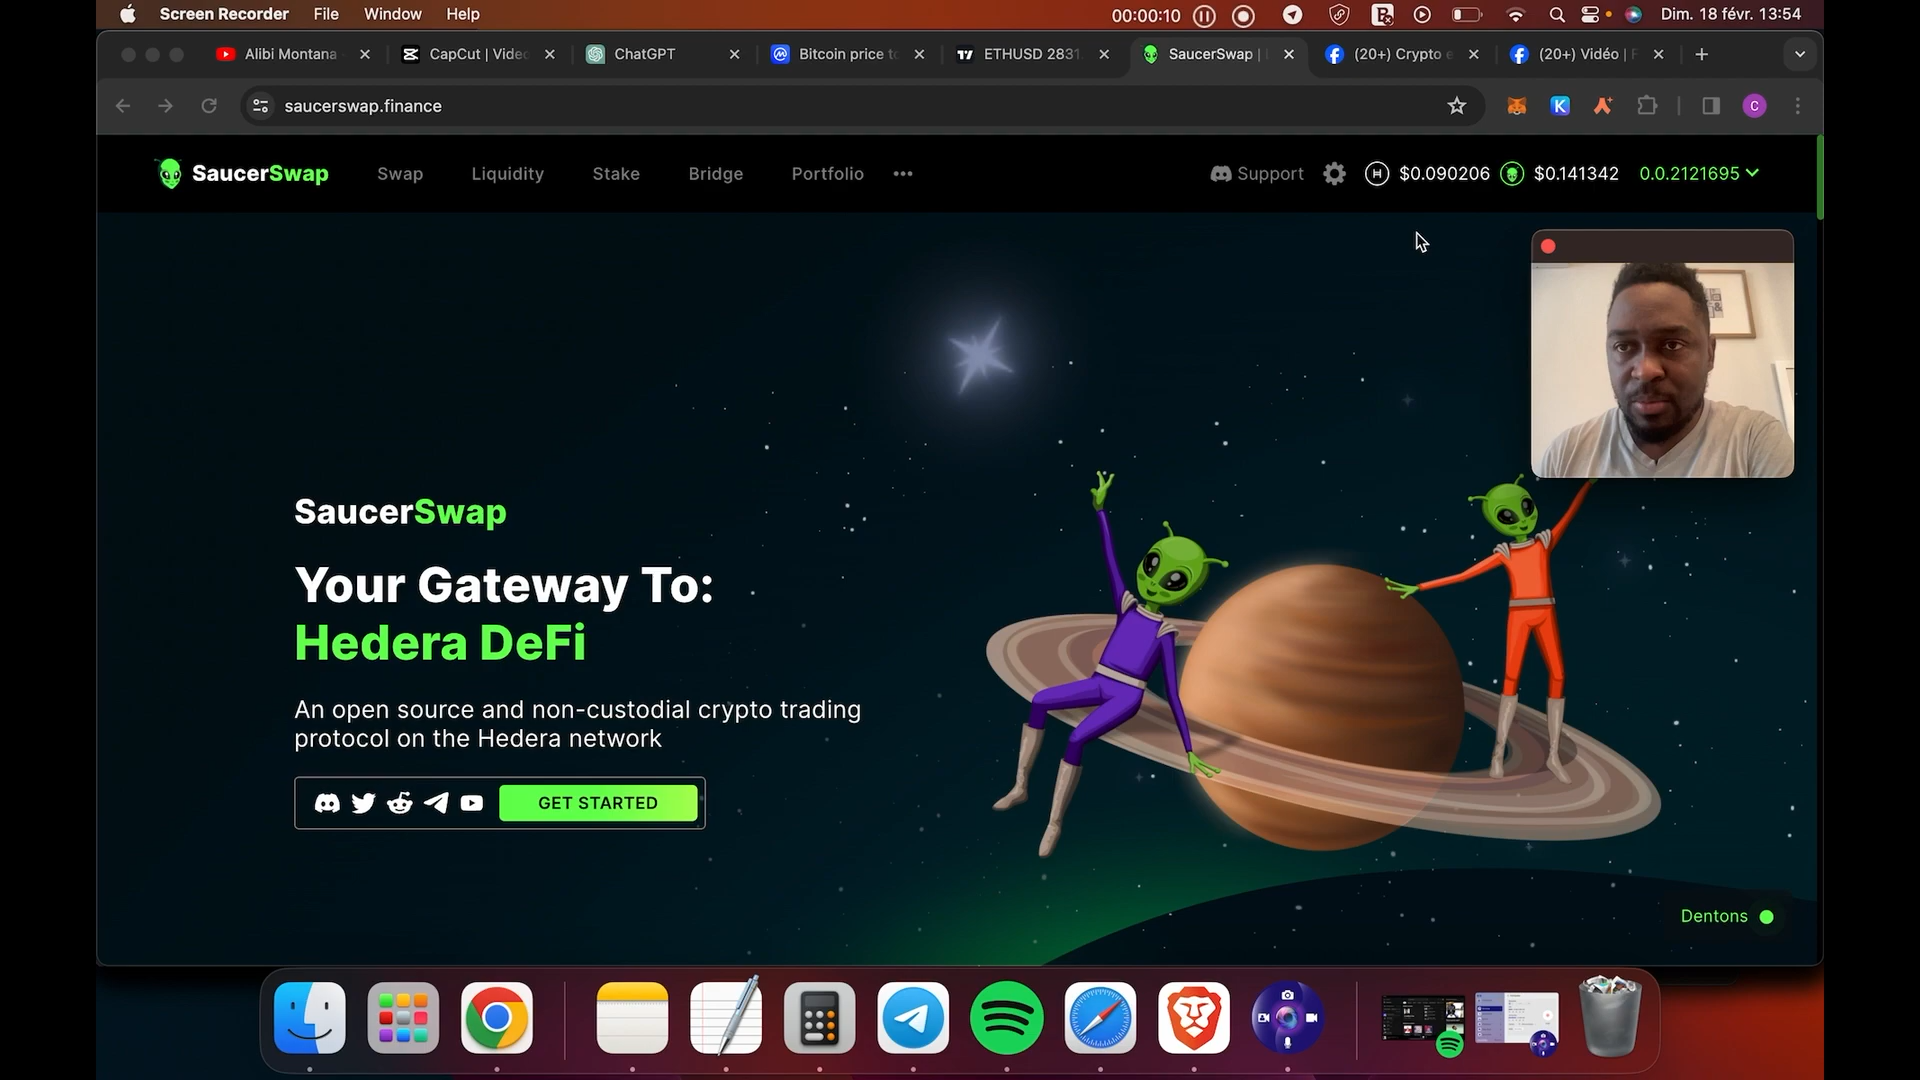 Screen Recorder File Window Help 00:00:10 Dim. 18 févr. 13:54
Alibi Montana CapCut | Vide ChatGPT Bitcoin price to ETHUSD 2831. SaucerSwap | (20+) Crypto e (20+) Vidéo |
saucerswap.finance K C
SaucerSwap Swap Liquidity Stake Bridge Portfolio ••• Support $0.090206 $0.141342 0.0.2121695
SaucerSwap
Your Gateway To:
Hedera DeFi
An open source and non-custodial crypto trading
protocol on the Hedera network
GET STARTED
Dentons